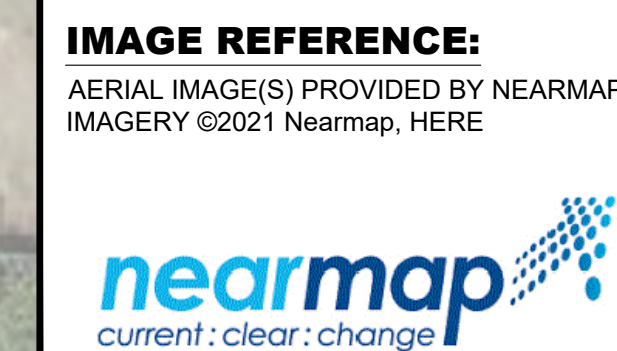 IMAGE REFERENCE:
AERIAL IMAGE(S) PROVIDED BY NEARMAP
IMAGERY ©2021 Nearmap, HERE
nearmap
current : clear : change